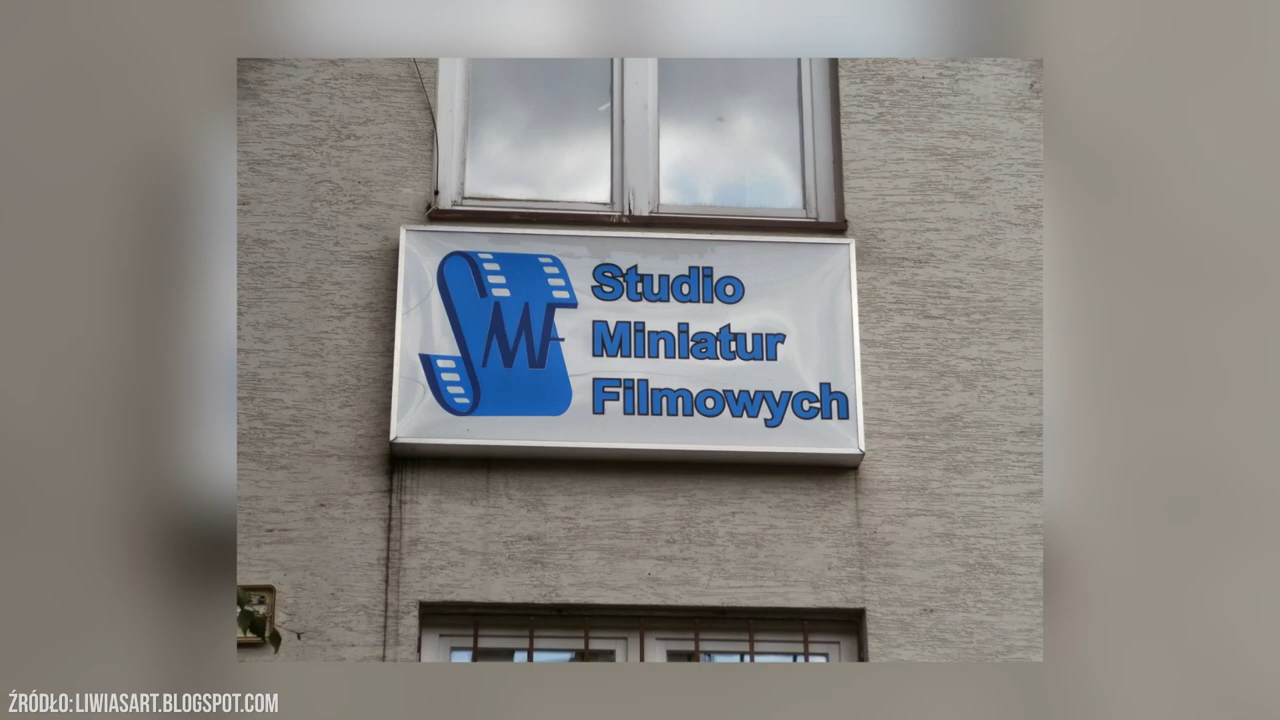 SMF
Studio
Miniatur
Filmowych
ŹRÓDŁO: LIWIASART.BLOGSPOT.COM